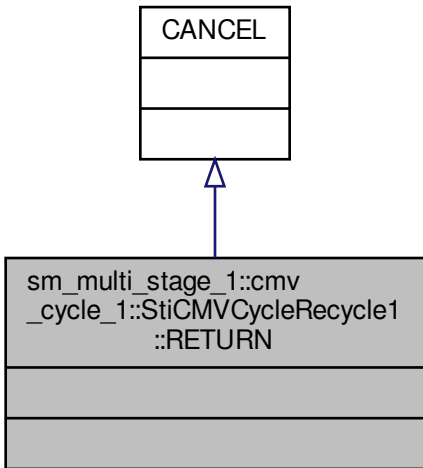 CANCEL
sm_multi_stage_1::cmv
_cycle_1::StiCMVCycleRecycle1
::RETURN